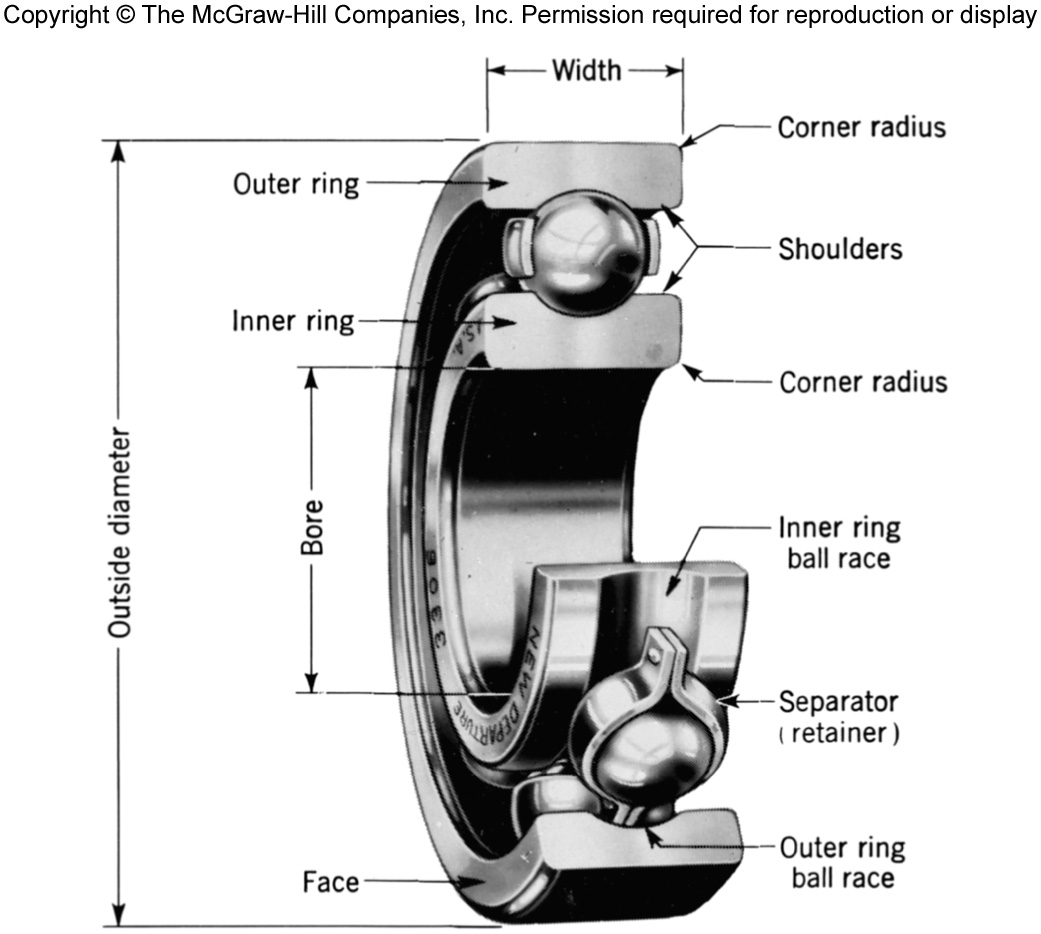 Copyright © The McGraw-Hill Companies, Inc. Permission required for reproduction or display
Width
Corner radius
Outer ring
Shoulders
Inner ring
U.S.A.
Corner radius
Outside diameter
Bore
Inner ring
ball race
3306
NEW DEPARTURE
Separator
(retainer)
Outer ring
ball race
Face